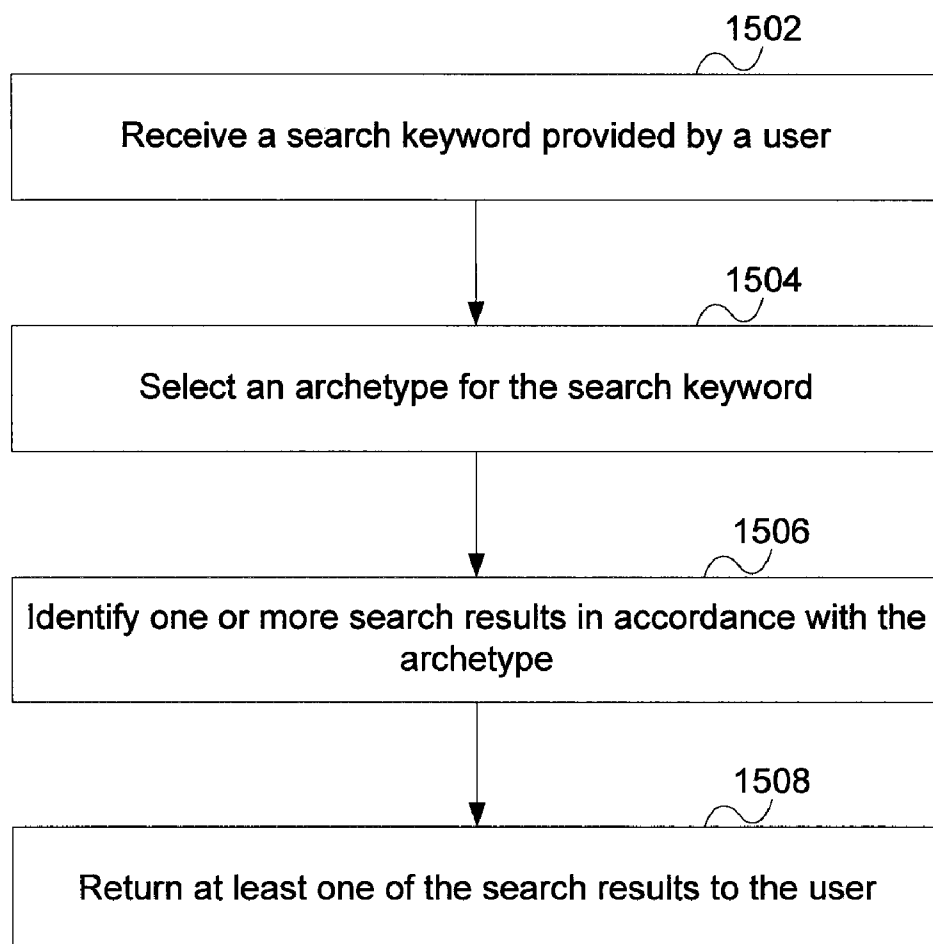 1502
Receive a search keyword provided by a user
1504
Select an archetype for the search keyword
1506
Identify one or more search results in accordance with the
archetype
1508
Return at least one of the search results to the user